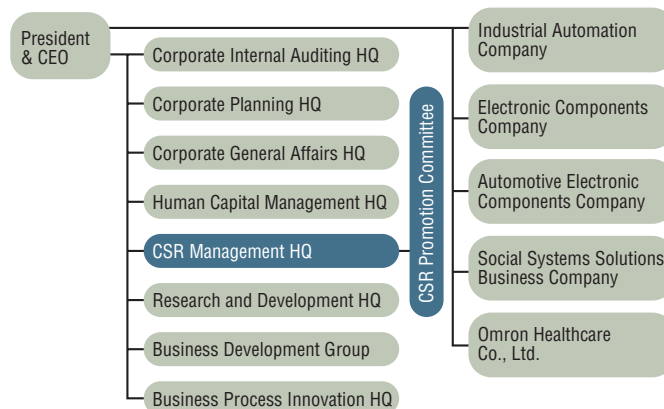 President
& CEO
Corporate Internal Auditing HQ
Corporate Planning HQ
Corporate General Affairs HQ
Human Capital Management HQ
CSR Management HQ
Research and Development HQ
Business Development Group
Business Process Innovation HQ
CSR Promotion Committee
Industrial Automation
Company
Electronic Components
Company
Automotive Electronic
Components Company
Social Systems Solutions
Business Company
Omron Healthcare
Co., Ltd.